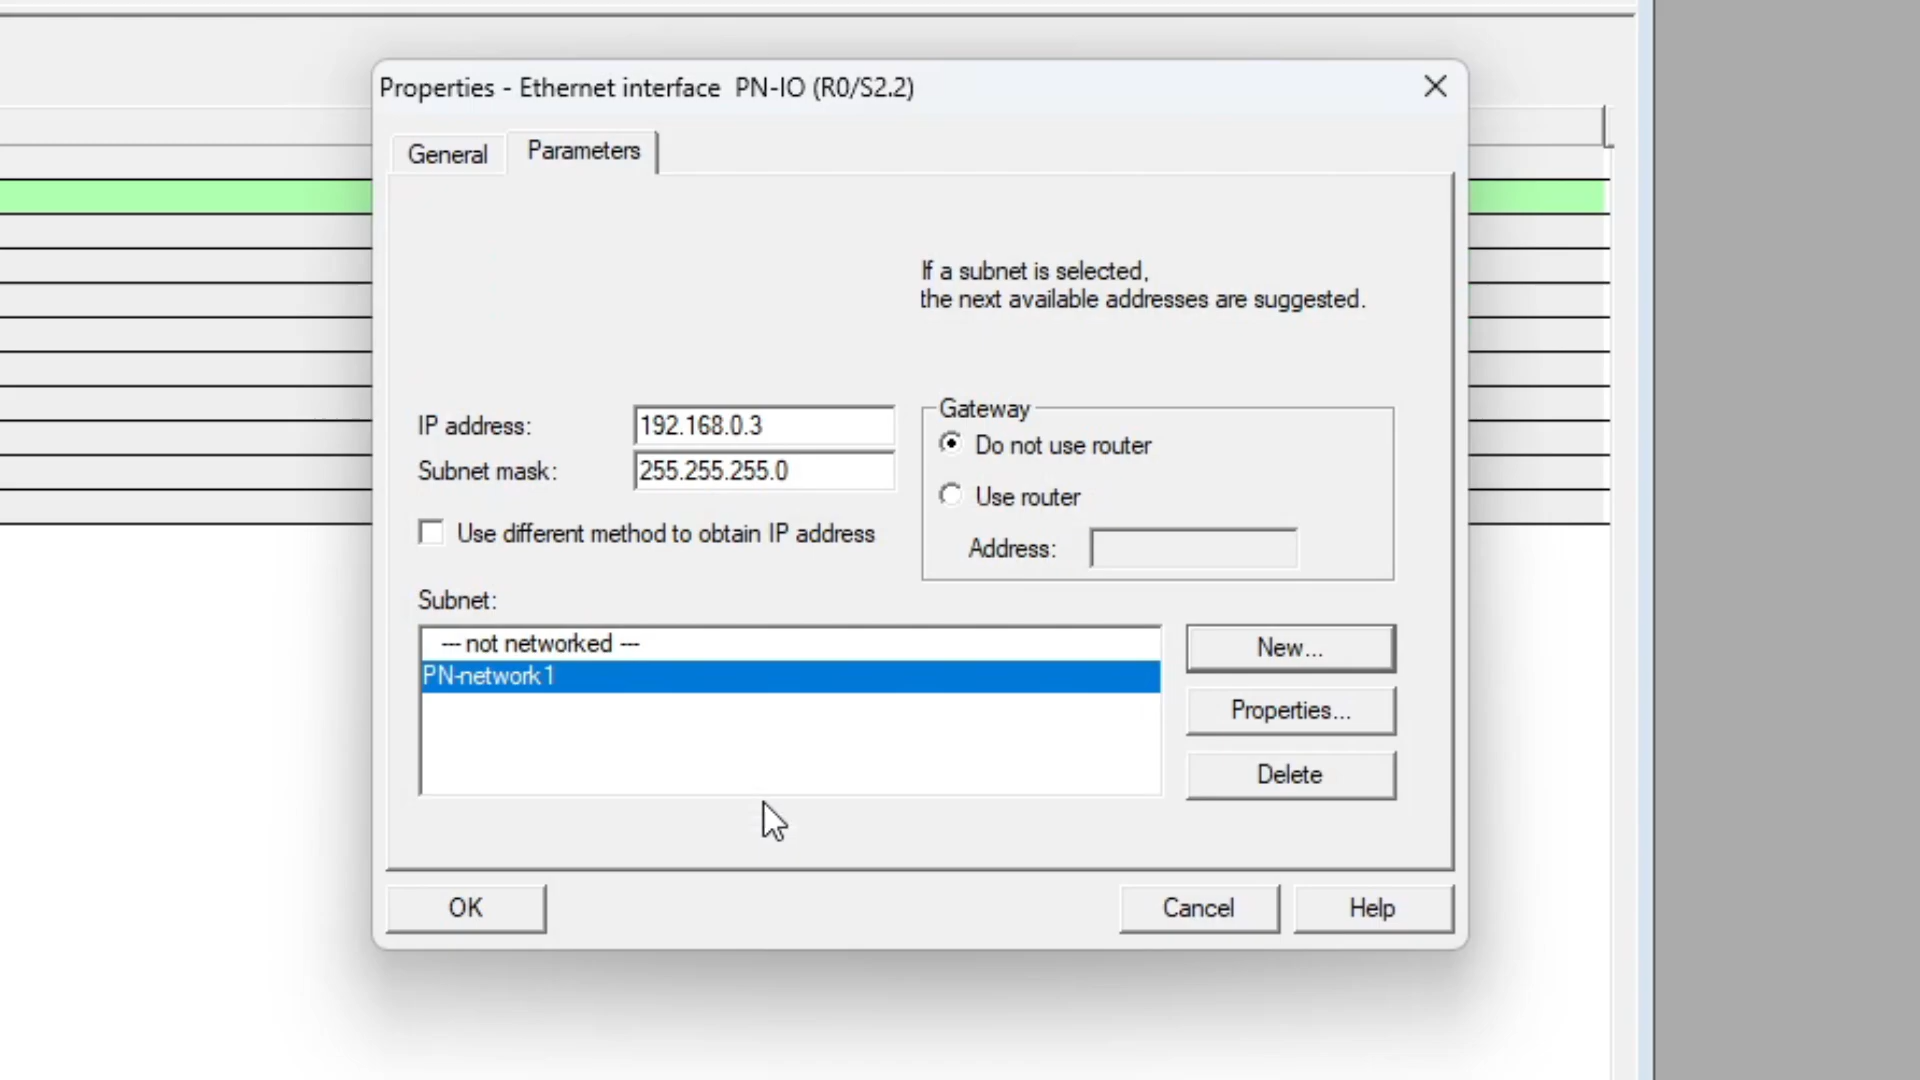 Properties - Ethernet interface  PN-IO (R0/S2.2)
General
Parameters
If a subnet is selected,
the next available addresses are suggested.
IP address:
192.168.0.3
Subnet mask:
255.255.255.0
Use different method to obtain IP address
Gateway
Do not use router
Use router
Address:
Subnet:
--- not networked ---
PN-network1
New...
Properties...
Delete
OK
Cancel
Help